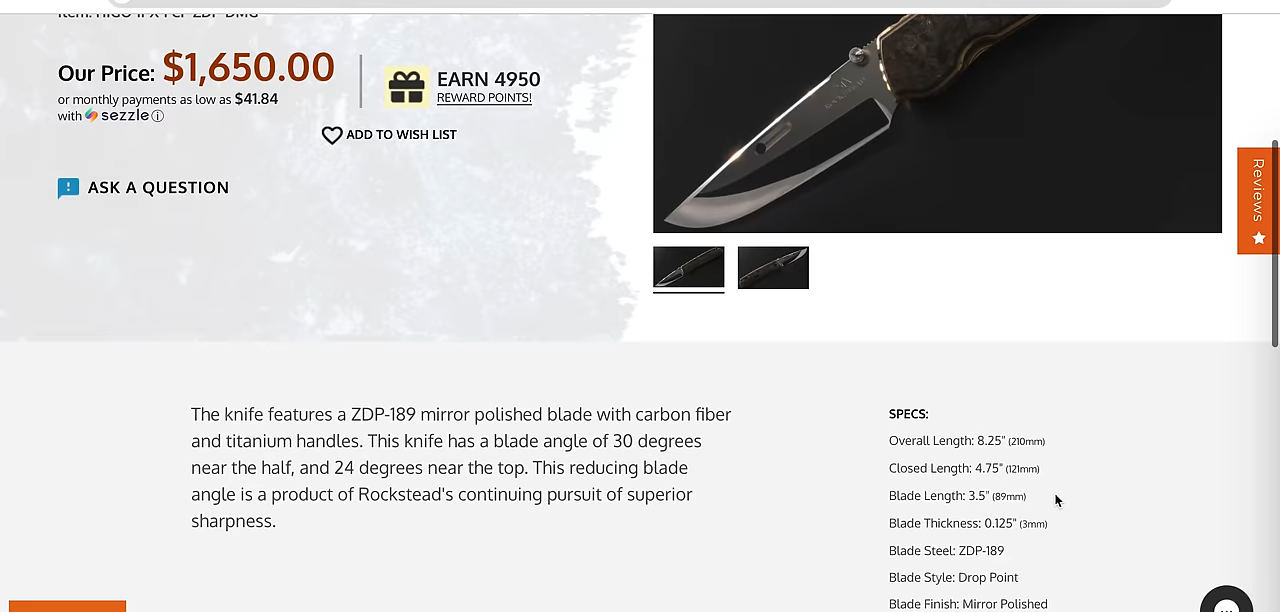 Our Price: $1,650.00
or monthly payments as low as $41.84
with sezzle
EARN 4950
REWARD POINTS!
ADD TO WISH LIST
ASK A QUESTION
Reviews
The knife features a ZDP-189 mirror polished blade with carbon fiber
and titanium handles. This knife has a blade angle of 30 degrees
near the half, and 24 degrees near the top. This reducing blade
angle is a product of Rockstead's continuing pursuit of superior
sharpness.
SPECS:
Overall Length: 8.25" (210mm)
Closed Length: 4.75" (121mm)
Blade Length: 3.5" (89mm)
Blade Thickness: 0.125" (3mm)
Blade Steel: ZDP-189
Blade Style: Drop Point
Blade Finish: Mirror Polished